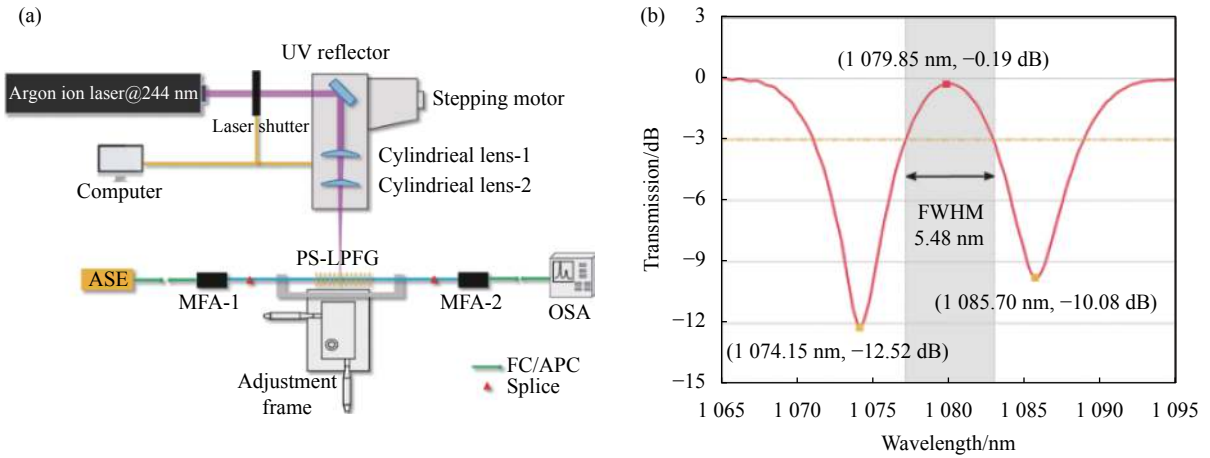 (a)
UV reflector
Argon ion laser@244 nm
Stepping motor
Laser shutter
Cylindrieal lens-1
Computer
Cylindrieal lens-2
PS-LPFG
ASE
MFA-1
MFA-2
OSA
FC/APC
Splice
Adjustment
frame
(b)
3
0
−3
−6
−9
−12
−15
Transmission/dB
(1 079.85 nm, −0.19 dB)
FWHM
5.48 nm
(1 085.70 nm, −10.08 dB)
(1 074.15 nm, −12.52 dB)
1 065 1 070 1 075 1 080 1 085 1 090 1 095
Wavelength/nm